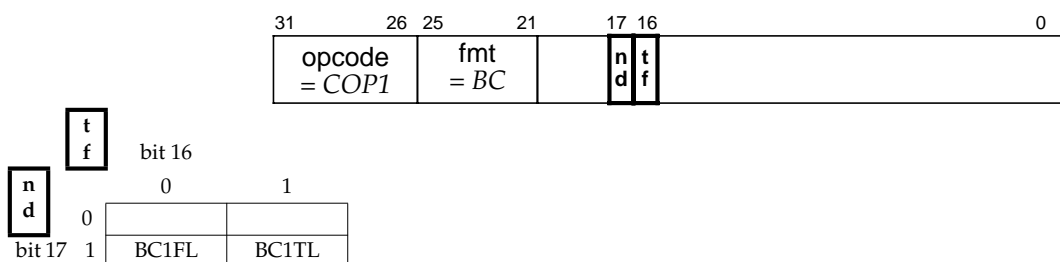 31 26 25 21 17 16 0
opcode fmt n t
= COP1 = BC d f
t
f bit 16
n 0 1
d 0
bit 17 1 BC1FL BC1TL